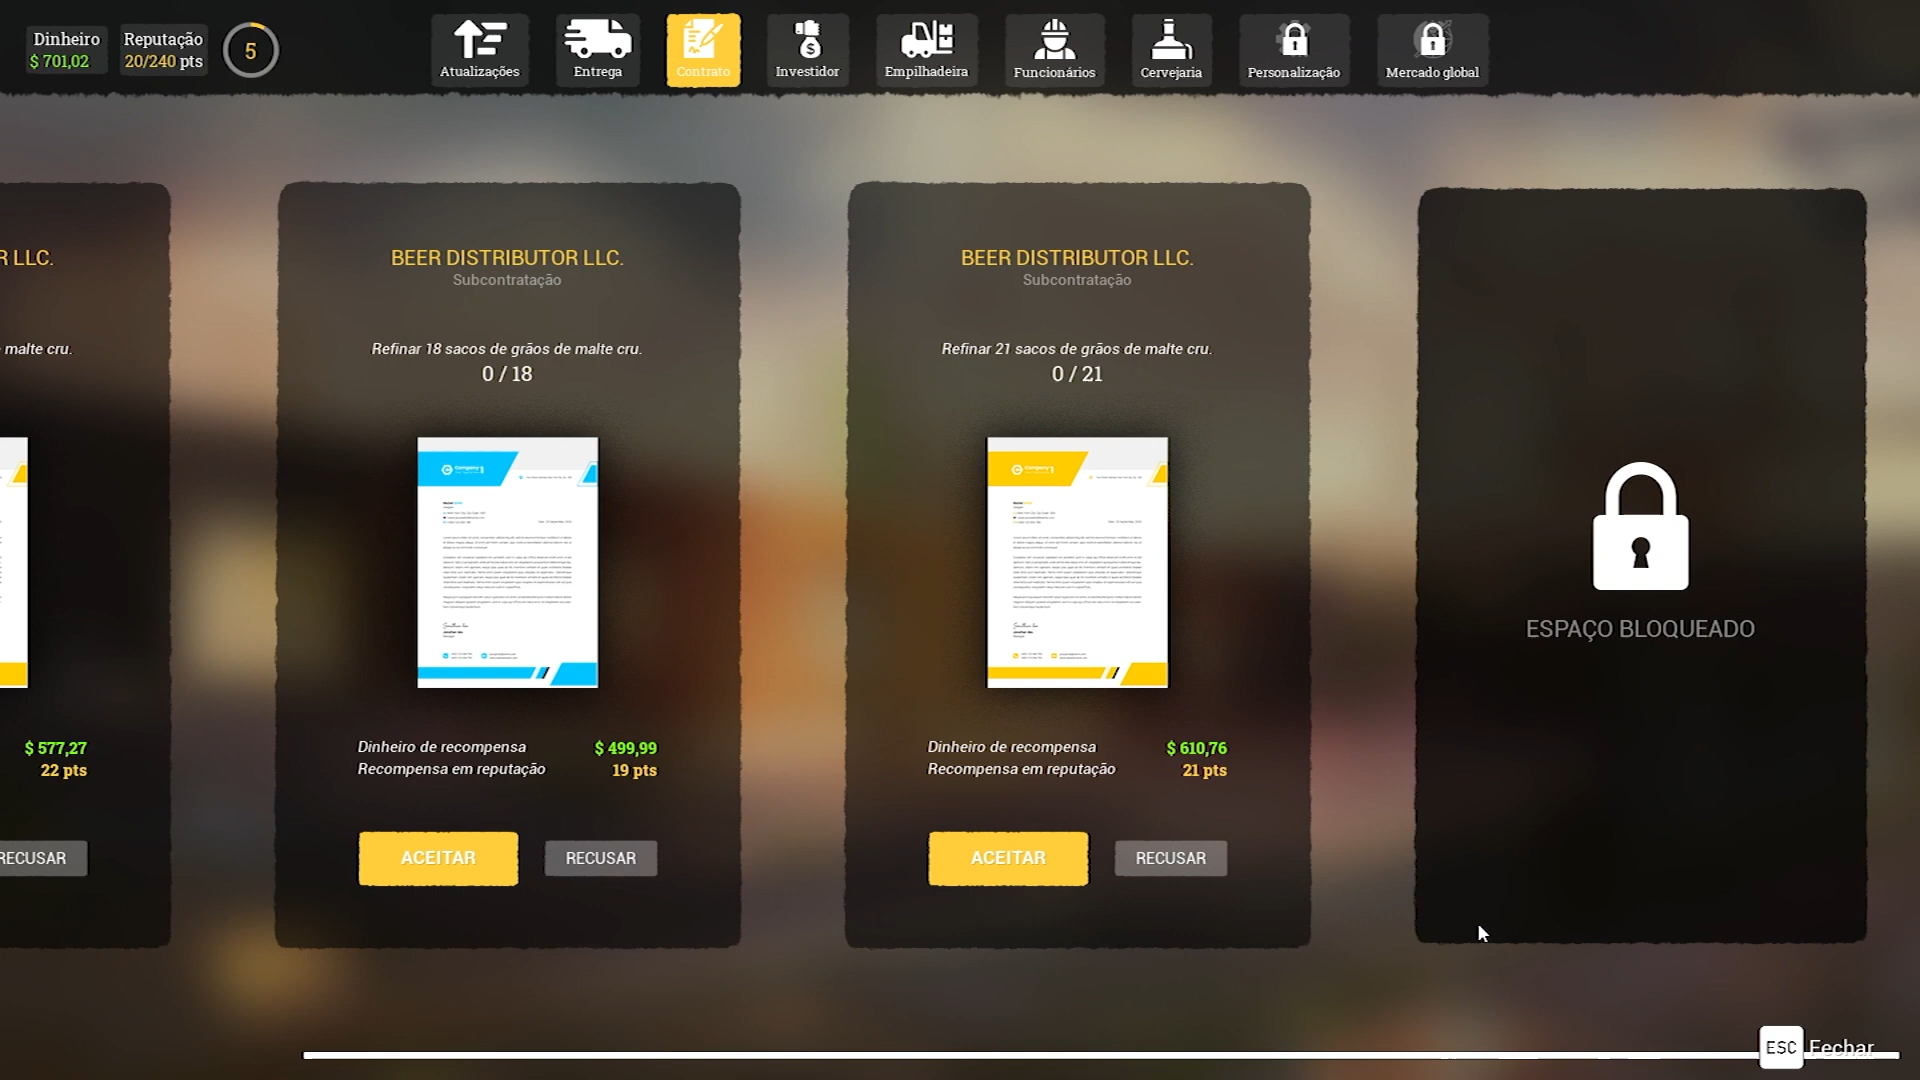 Dinheiro
$ 701,02
Reputação
20/240 pts
5
Atualizações
Entrega
Contrato
Investidor
Empilhadeira
Funcionários
Cervejaria
Personalização
Mercado global
R LLC.
malte cru.
$ 577,27
22 pts
RECUSAR
BEER DISTRIBUTOR LLC.
Subcontratação
Refinar 18 sacos de grãos de malte cru.
0 / 18
Dinheiro de recompensa $ 499,99
Recompensa em reputação 19 pts
ACEITAR RECUSAR
BEER DISTRIBUTOR LLC.
Subcontratação
Refinar 21 sacos de grãos de malte cru.
0 / 21
Dinheiro de recompensa $ 610,76
Recompensa em reputação 21 pts
ACEITAR RECUSAR
ESPAÇO BLOQUEADO
ESC Fechar